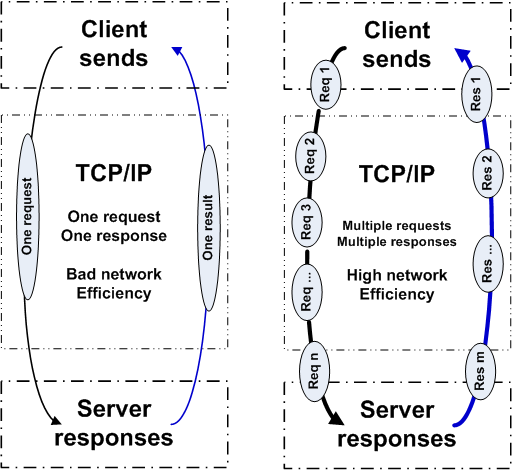 Client
sends
One request
TCP/IP
One request
One response
Bad network
Efficiency
One result
Server
responses
Client
sends
Req 1
Req 2
Req 3
Req ...
Req n
TCP/IP
Multiple requests
Multiple responses
High network
Efficiency
Res 1
Res 2
Res ...
Res m
Server
responses